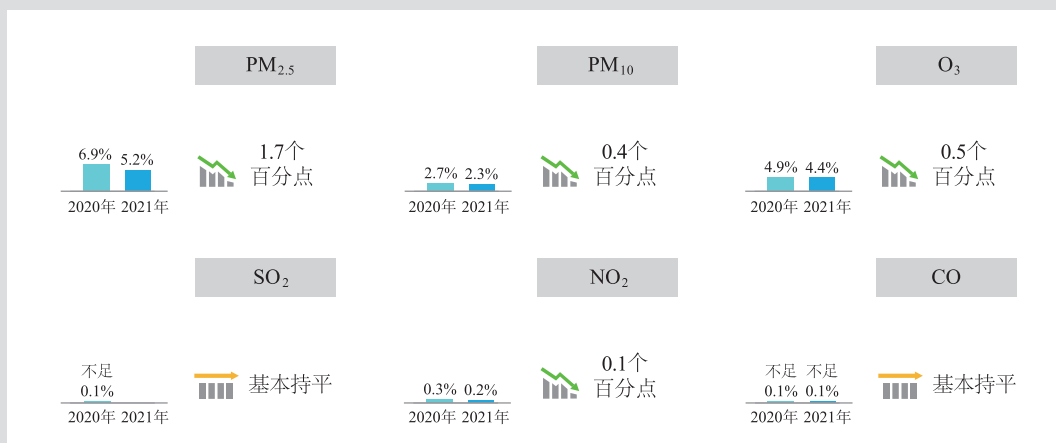 PM2.5
6.9% 5.2%
1.7个
百分点
2020年 2021年
PM10
2.7% 2.3%
0.4个
百分点
2020年 2021年
O3
4.9% 4.4%
0.5个
百分点
2020年 2021年
SO2
不足
0.1%
基本持平
2020年 2021年
NO2
0.3% 0.2%
0.1个
百分点
2020年 2021年
CO
不足 不足
0.1% 0.1%
基本持平
2020年 2021年